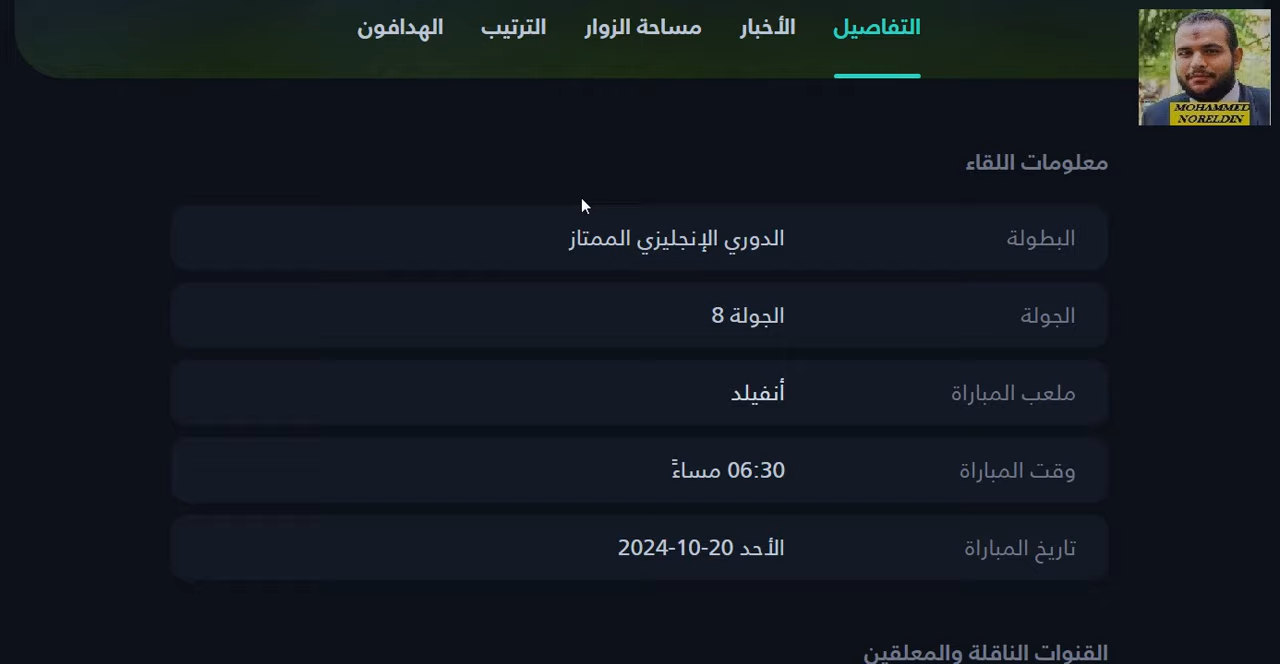 التفاصيل الأخبار مساحة الزوار الترتيب الهدافون
MOHAMMED
NORELDIN
معلومات اللقاء
البطولة الدوري الإنجليزي الممتاز
الجولة الجولة 8
ملعب المباراة أنفيلد
وقت المباراة 06:30 مساءً
تاريخ المباراة الأحد 20-10-2024
القنوات الناقلة والمعلقين